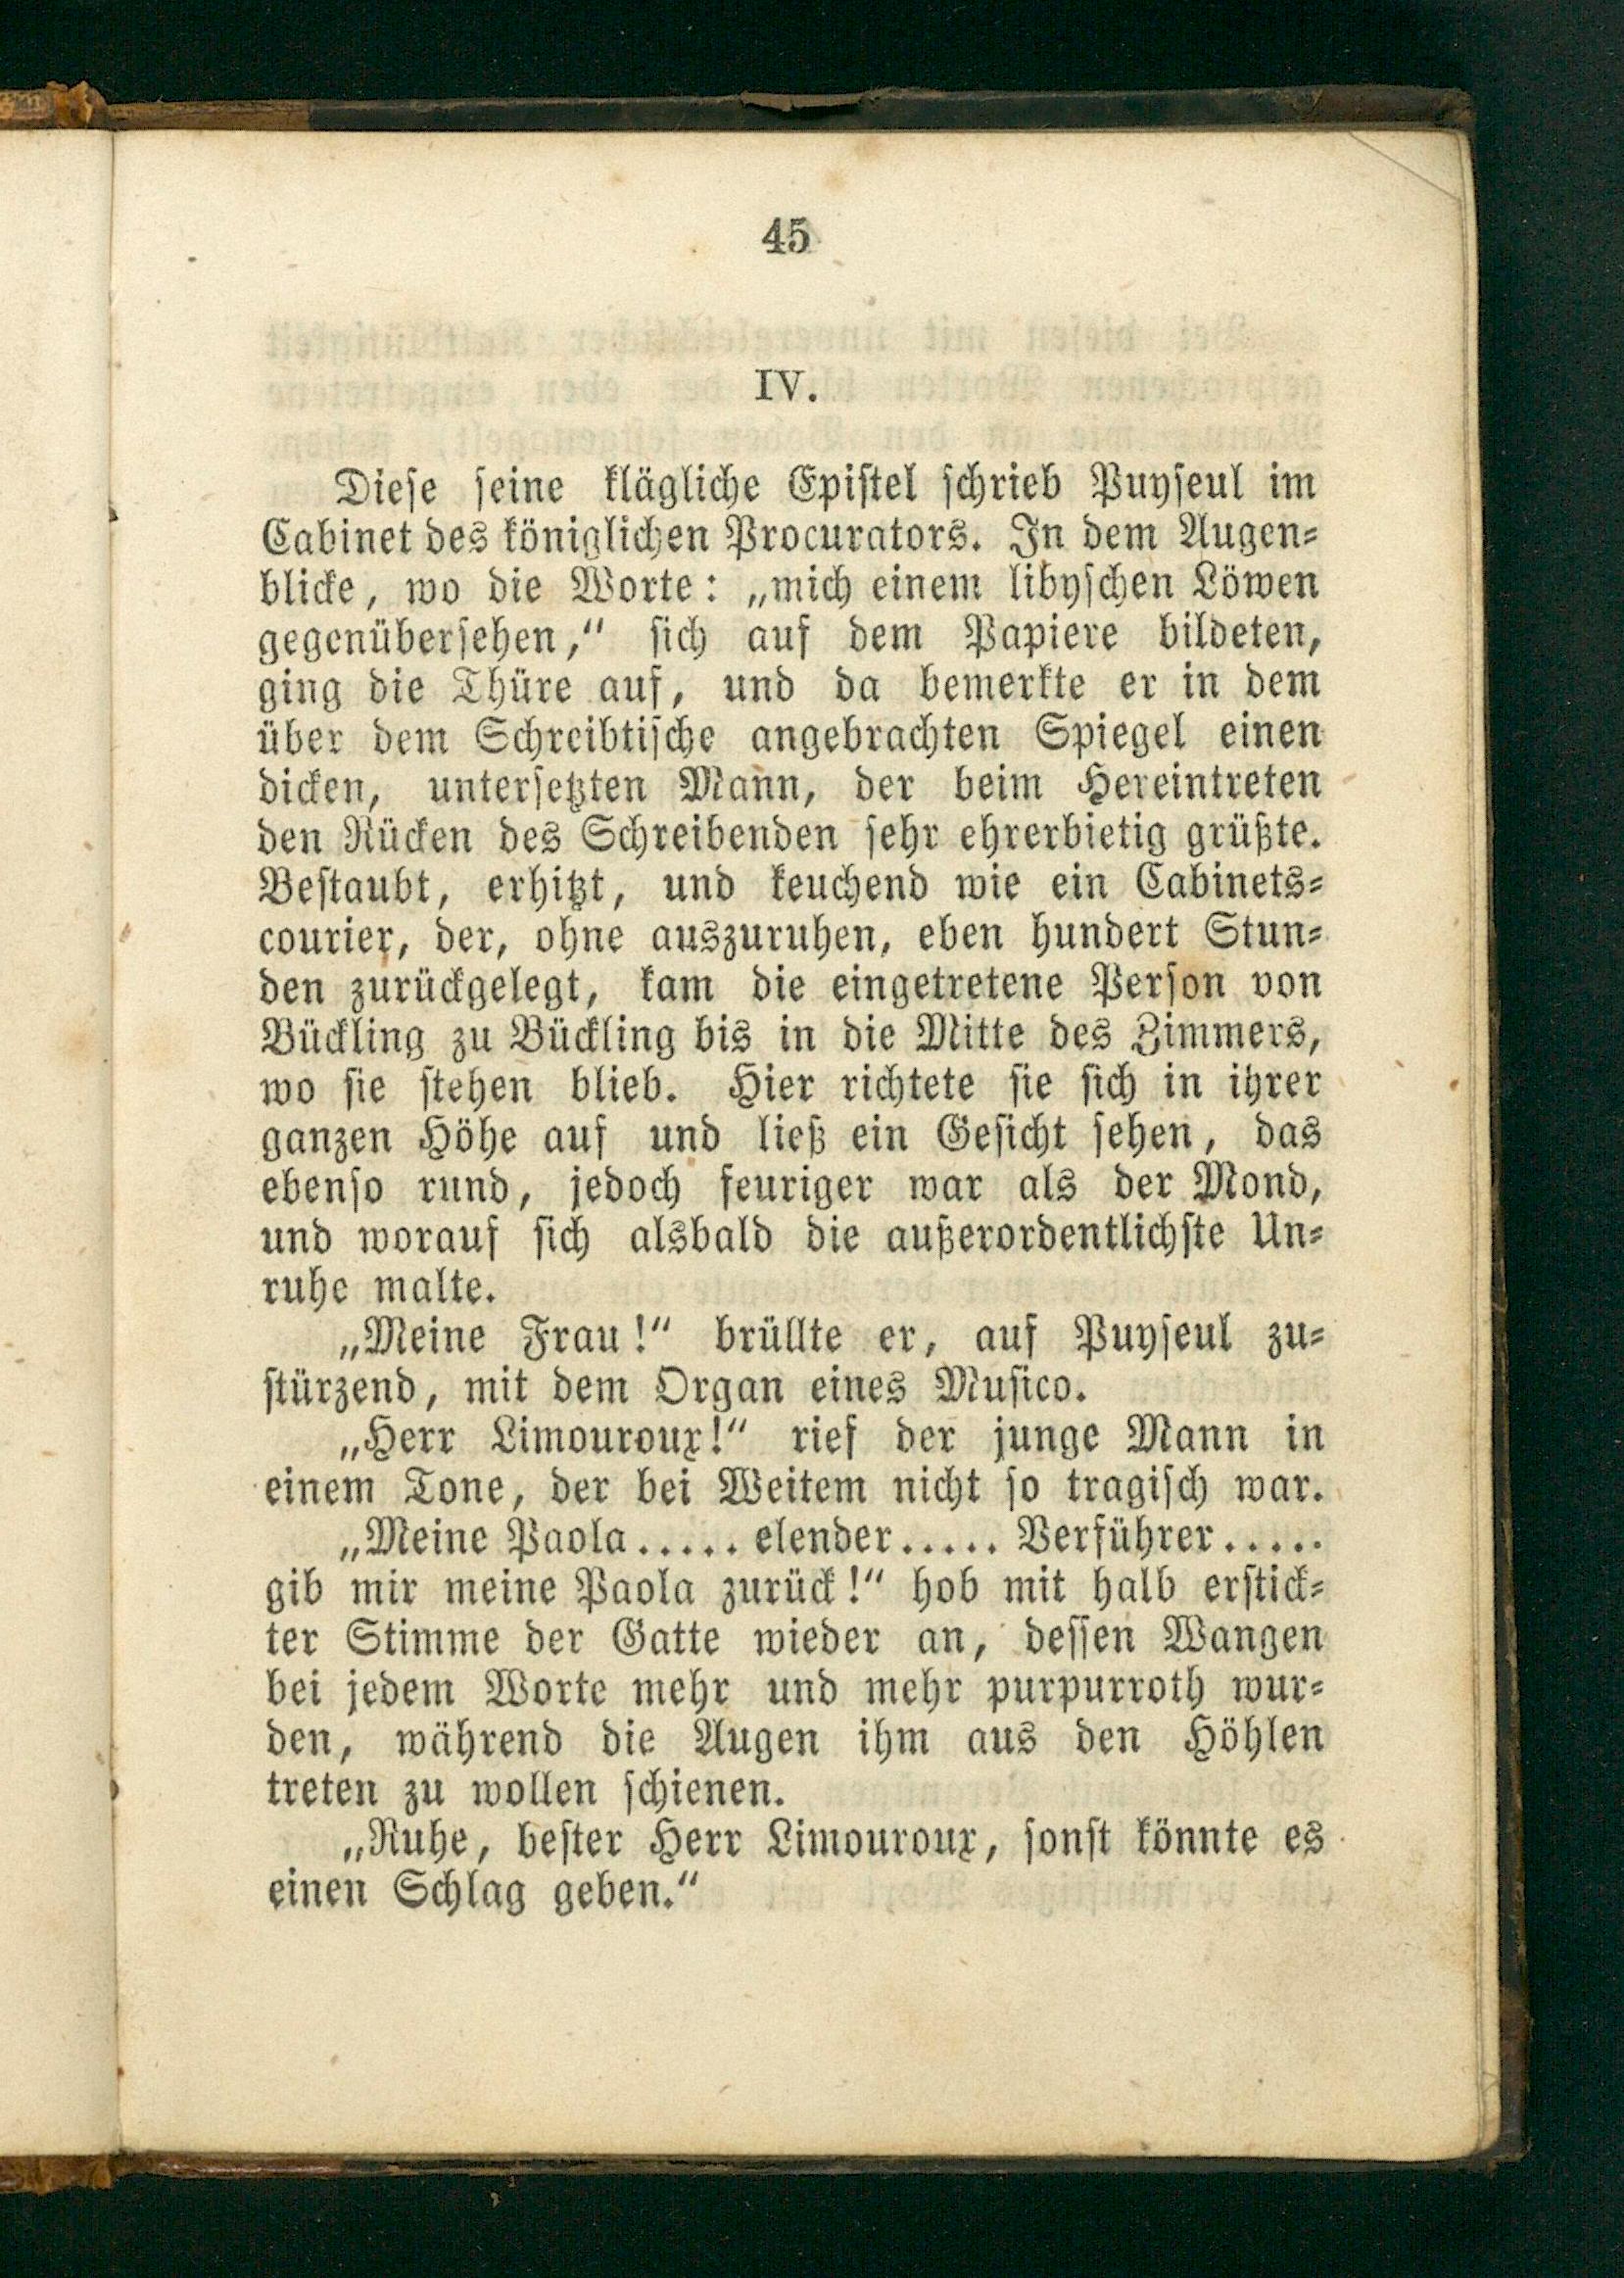 45
IV.
Diese seine klägliche Epistel schrieb Puyseul im
Cabinet des königlichen Procurators. In dem Augen-
blicke, wo die Worte: „mich einem libyschen Löwen
gegenübersehen,“ sich auf dem Papiere bildeten,
ging die Thüre auf, und da bemerkte er in dem
über dem Schreibtische angebrachten Spiegel einen
dicken, untersetzten Mann, der beim Hereintreten
den Rücken des Schreibenden sehr ehrerbietig grüßte.
Bestaubt, erhitzt, und keuchend wie ein Cabinets-
courier, der, ohne auszuruhen, eben hundert Stun-
den zurückgelegt, kam die eingetretene Person von
Bückling zu Bückling bis in die Mitte des Zimmers,
wo sie stehen blieb. Hier richtete sie sich in ihrer
ganzen Höhe auf und ließ ein Gesicht sehen, das
ebenso rund, jedoch feuriger war als der Mond,
und worauf sich alsbald die außerordentlichste Un-
ruhe malte.
„Meine Frau!“ brüllte er, auf Puyseul zu-
stürzend, mit dem Organ eines Musico.
„Herr Limouroux!“ rief der junge Mann in
einem Tone, der bei Weitem nicht so tragisch war.
„Meine Paola..... elender..... Verführer.....
gib mir meine Paola zurück!“ hob mit halb erstick-
ter Stimme der Gatte wieder an, dessen Wangen
bei jedem Worte mehr und mehr purpurroth wur-
den, während die Augen ihm aus den Höhlen
treten zu wollen schienen.
„Ruhe, bester Herr Limouroux, sonst könnte es
einen Schlag geben.“